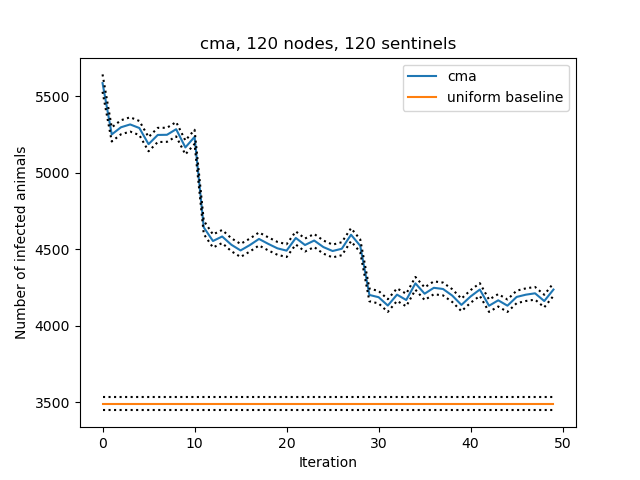 cma, 120 nodes, 120 sentinels
cma
uniform baseline
Number of infected animals
5500
5000
4500
4000
3500
0 10 20 30 40 50
Iteration